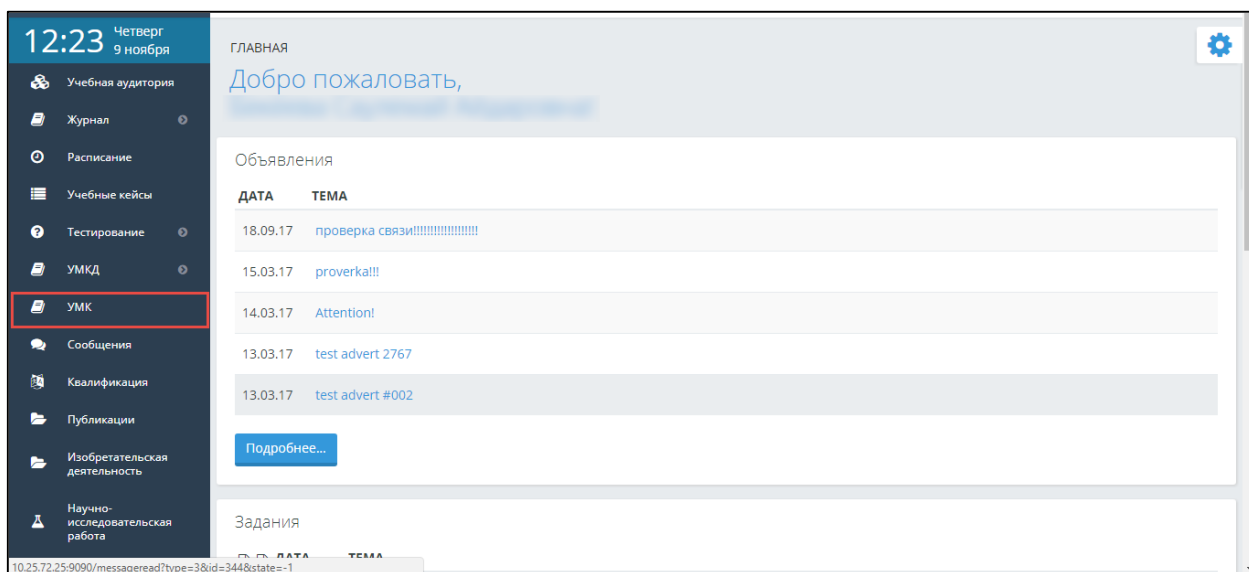 12:23 Четверг
9 ноября
Учебная аудитория
Журнал
Расписание
Учебные кейсы
Тестирование
УМКД
УМК
Сообщения
Квалификация
Публикации
Изобретательская
деятельность
Научно-
исследовательская
работа
ГЛАВНАЯ
Добро пожаловать,
Объявления
ДАТА ТЕМА
18.09.17 проверка связи!!!!!!!!!!!!!!!!!!!
15.03.17 proverka!!!
14.03.17 Attention!
13.03.17 test advert 2767
13.03.17 test advert #002
Подробнее...
Задания
ДАТА ТЕМА
10.25.72.25:9090/messageread?type=3&id=344&state=-1